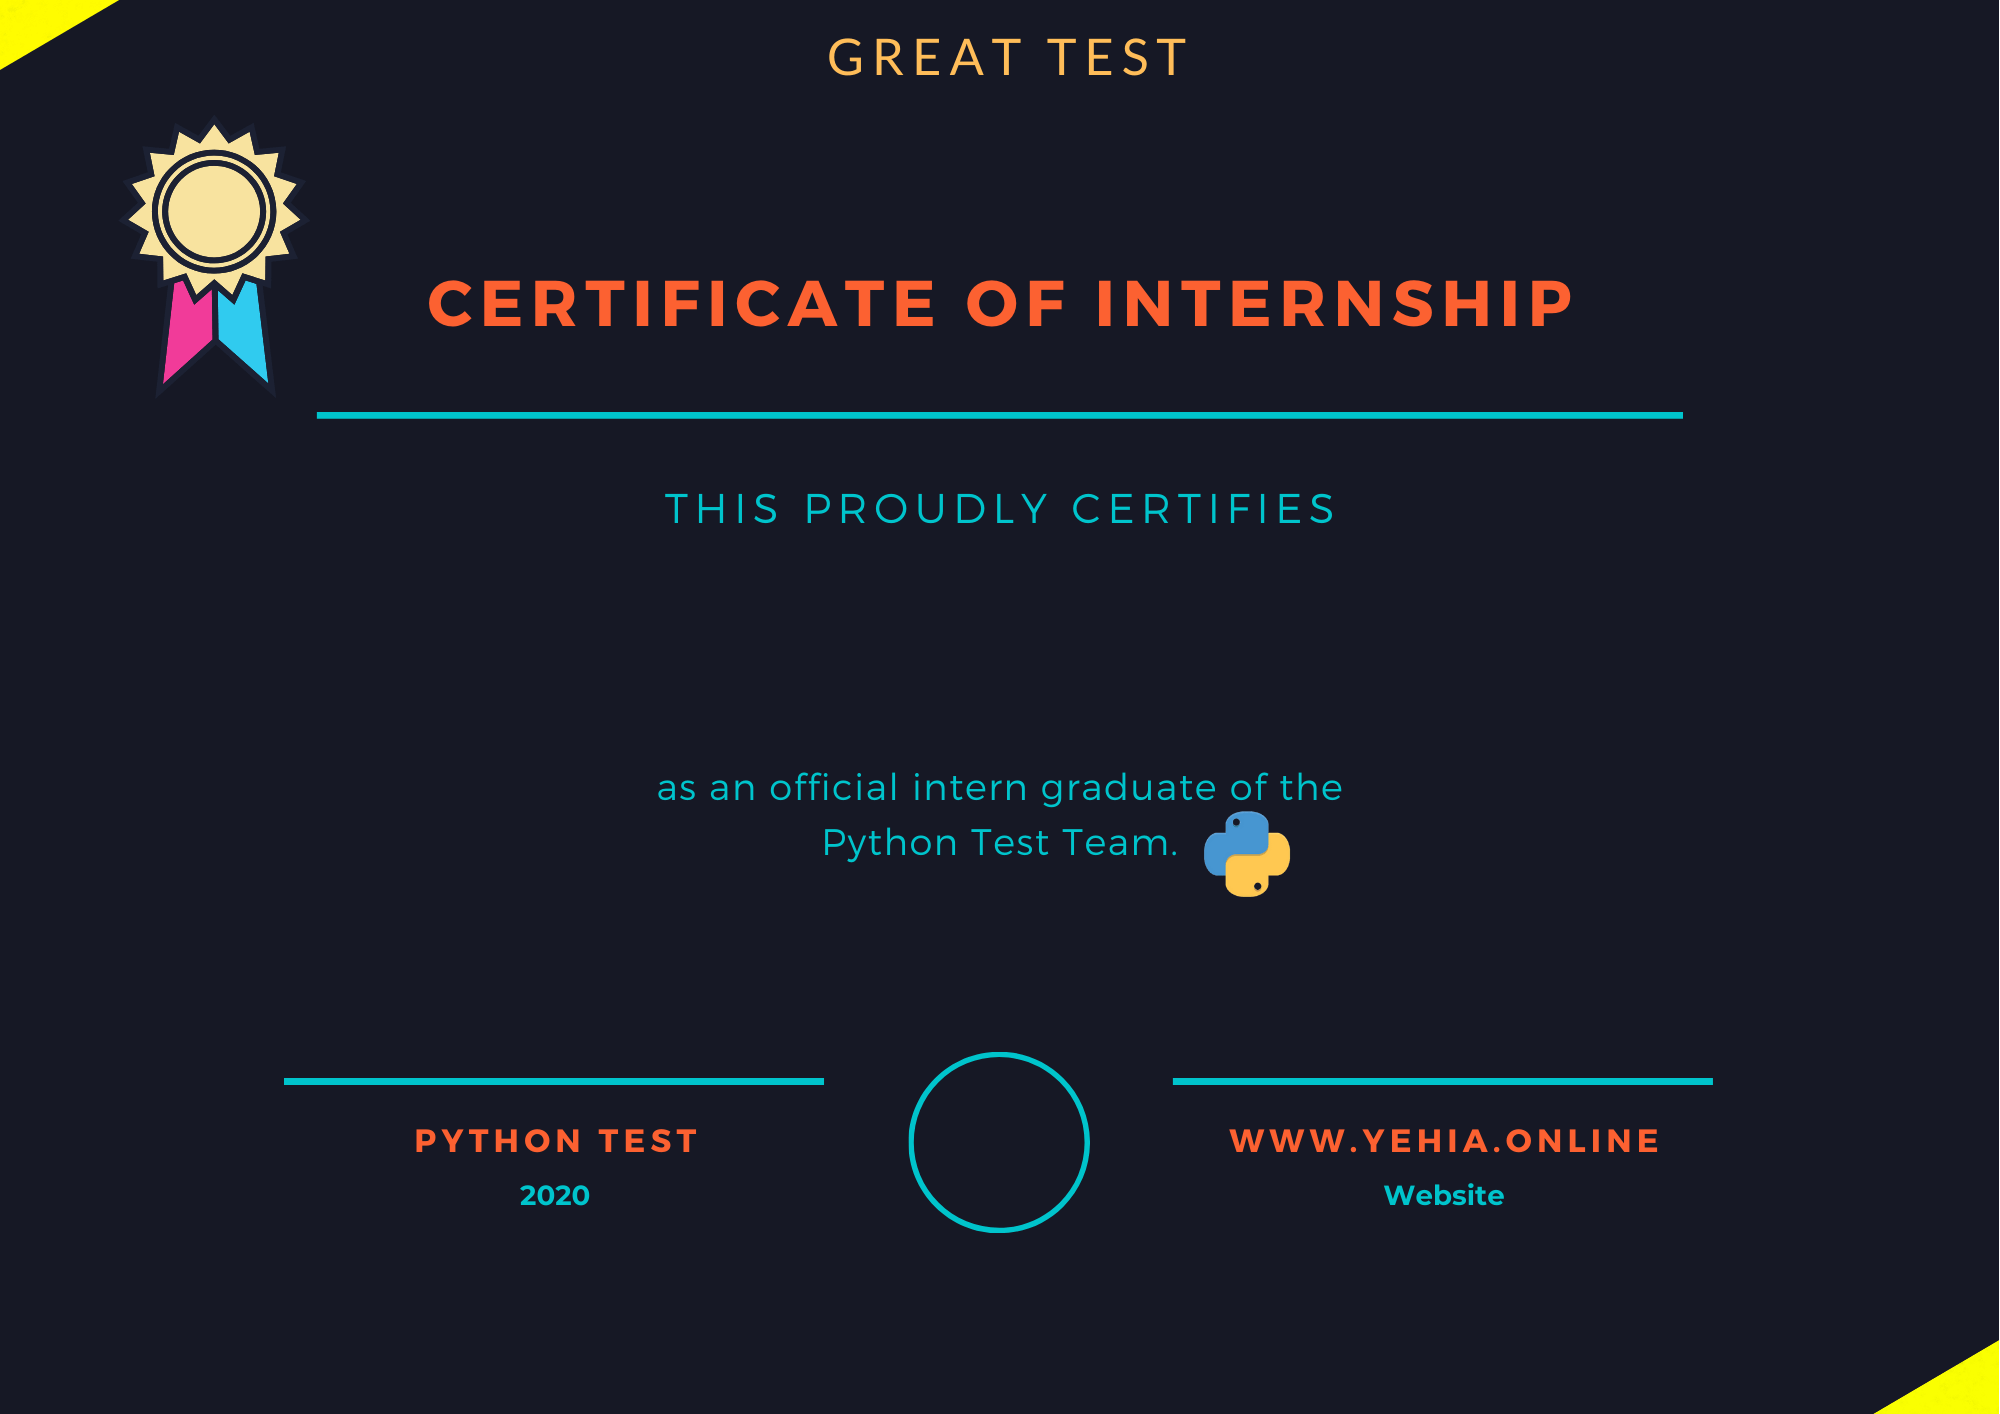 GREAT TEST
CERTIFICATE OF INTERNSHIP
THIS PROUDLY CERTIFIES
as an official intern graduate of the
Python Test Team.
PYTHON TEST
2020
WWW.YEHIA.ONLINE
Website